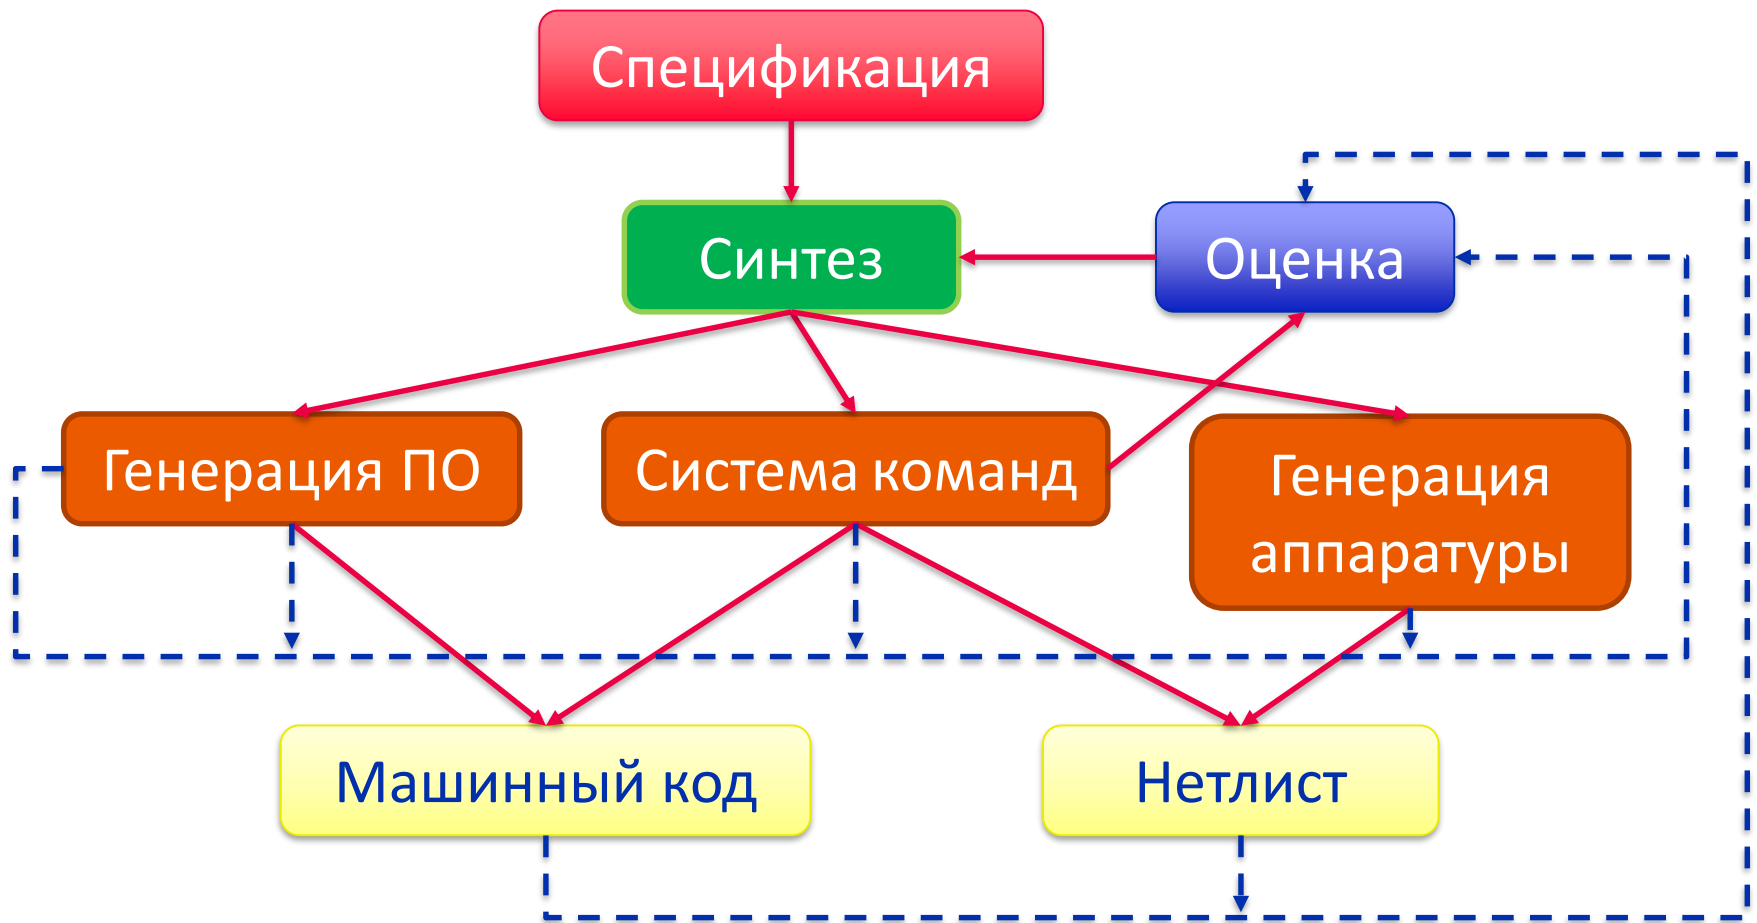 Спецификация
Синтез
Оценка
Генерация ПО
Система команд
Генерация
аппаратуры
Машинный код
Нетлист